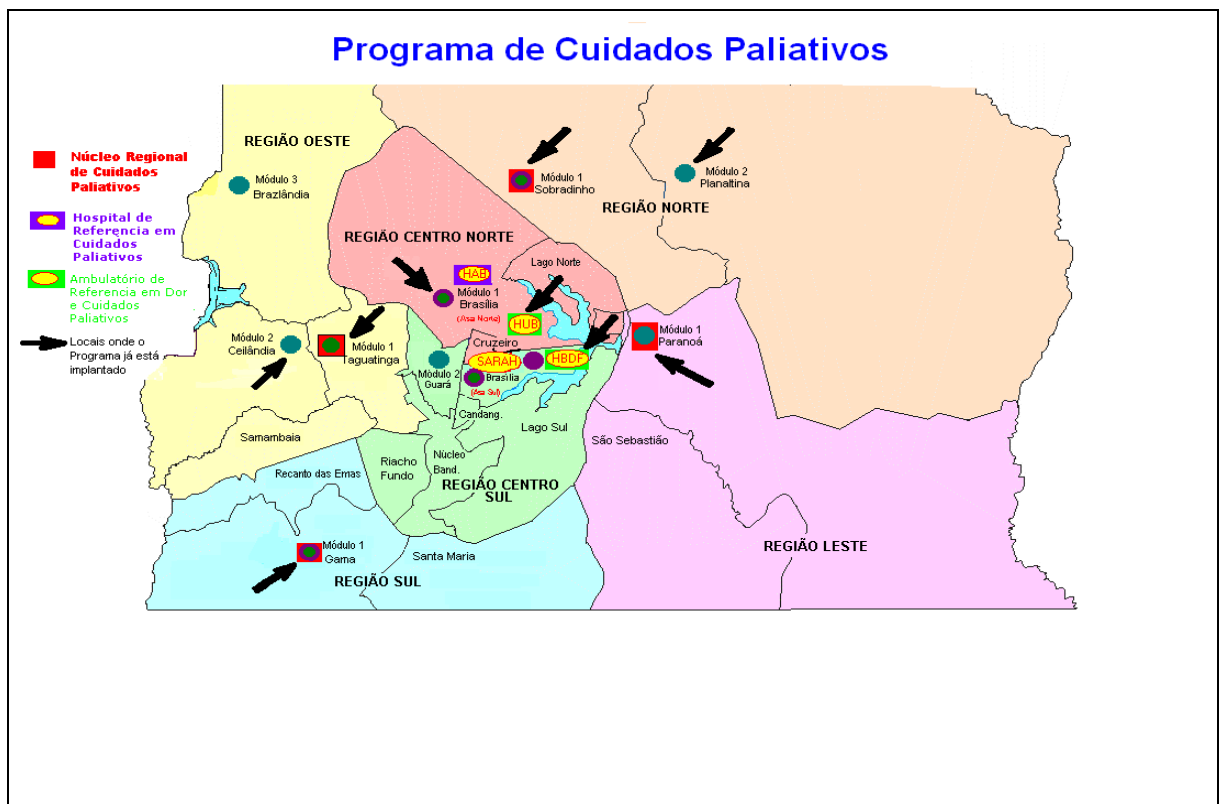 Programa de Cuidados Paliativos
Núcleo Regional
de Cuidados
Paliativos
Hospital de
Referencia em
Cuidados
Paliativos
Ambulatório de
Referencia em Dor
e Cuidados
Paliativos
Locais onde o
Programa já está
implantado
REGIÃO OESTE
Módulo 3
Brazlândia
Módulo 1
Sobradinho
Módulo 2
Planaltina
REGIÃO NORTE
REGIÃO CENTRO NORTE
Lago Norte
HAB
Módulo 1
Brasília
(Asa Norte)
HUB
Módulo 2
Ceilândia
Módulo 1
Taguatinga
Cruzeiro
Módulo 1
Paranoá
Módulo 2
Guará
SARAH
HBDF
Brasília
(Asa Sul)
Candang.
Lago Sul
São Sebastião
Samambaia
Riacho
Fundo
Núcleo
Band.
Recanto das Emas
REGIÃO CENTRO
SUL
Módulo 1
Gama
Santa Maria
REGIÃO SUL
REGIÃO LESTE